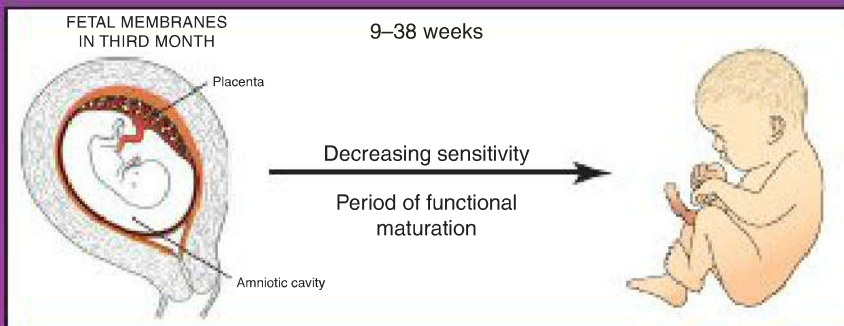 FETAL MEMBRANES
IN THIRD MONTH
9–38 weeks
Placenta
Decreasing sensitivity
Period of functional
maturation
Amniotic cavity